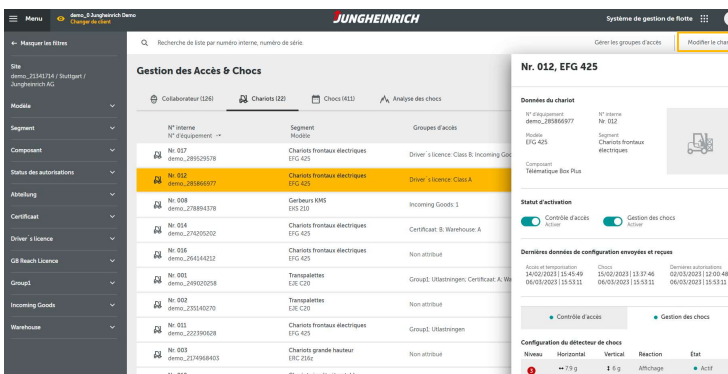 Menu
demo_0 Jungheinrich Demo
Changer de client
JUNGHEINRICH
Système de gestion de flotte
← Masquer les filtres
Recherche de liste par numéro interne, numéro de série.
Gérer les groupes d'accès
Modifier le char
Site
demo_21341714 / Stuttgart /
Jungheinrich AG
Modèle
Segment
Composant
Status des autorisations
Abteilung
Certificaat
Driver´s licence
GB Reach Licence
Group1
Incoming Goods
Warehouse
Gestion des Accès & Chocs
Collaborateur (126)
Chariots (22)
Chocs (411)
Analyse des chocs
N° interne
N° d'équipement
Segment
Modèle
Groupes d'accès
Nr. 017
demo_289529578
Chariots frontaux électriques
EFG 425
Driver´s licence: Class B; Incoming Goo
Nr. 012
demo_285866977
Chariots frontaux électriques
EFG 425
Driver´s licence: Class A
Nr. 008
demo_278894378
Gerbeurs KMS
EKS 210
Incoming Goods: 1
Nr. 014
demo_274205202
Chariots frontaux électriques
EFG 425
Certificaat: B; Warehouse: A
Nr. 016
demo_264144212
Chariots frontaux électriques
EFG 425
Non attribué
Nr. 001
demo_249020258
Transpalettes
EJE C20
Group1: Utlastningen; Certificaat: A; Wa
Nr. 002
demo_235140270
Transpalettes
EJE C20
Non attribué
Nr. 011
demo_222390628
Chariots frontaux électriques
EFG 425
Group1: Utlastningen
Nr. 003
demo_2174968403
Chariots grande hauteur
ERC 216z
Non attribué
Nr. 012, EFG 425
Données du chariot
N° d'équipement
demo_285866977
N° interne
Nr. 012
Modèle
EFG 425
Segment
Chariots frontaux
électriques
Composant
Télématique Box Plus
Statut d'activation
Contrôle d'accès
Activer
Gestion des chocs
Activer
Dernières données de configuration envoyées et reçues
Accès et temporisation
14/02/2023 | 15:45:49
06/03/2023 | 15:53:11
Chocs
15/02/2023 | 13:37:46
06/03/2023 | 15:53:11
Dernières autorisations
02/03/2023 | 12:00:48
06/03/2023 | 15:53:11
Contrôle d'accès
Gestion des chocs
Configuration du détecteur de chocs
Niveau Horizontal Vertical Réaction État
↔ 7.9 g ↕ 6 g Affichage Actif